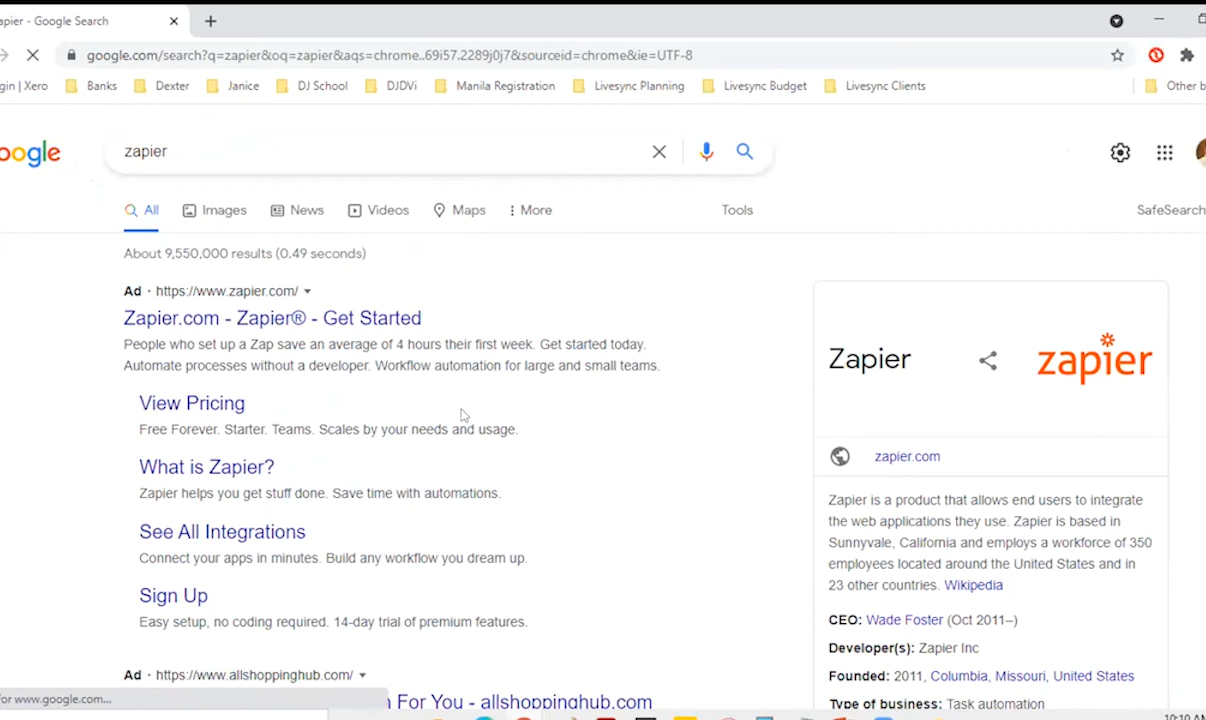 apier - Google Search
google.com/search?q=zapier&oq=zapier&aqs=chrome..69i57.2289j0j7&sourceid=chrome&ie=UTF-8
gin | Xero Banks Dexter Janice DJ School DJDVi Manila Registration Livesync Planning Livesync Budget Livesync Clients Other b
oogle zapier
All Images News Videos Maps More Tools SafeSearch
About 9,550,000 results (0.49 seconds)
Ad · https://www.zapier.com/
Zapier.com - Zapier® - Get Started
People who set up a Zap save an average of 4 hours their first week. Get started today.
Automate processes without a developer. Workflow automation for large and small teams.
View Pricing
Free Forever. Starter. Teams. Scales by your needs and usage.
What is Zapier?
Zapier helps you get stuff done. Save time with automations.
See All Integrations
Connect your apps in minutes. Build any workflow you dream up.
Sign Up
Easy setup, no coding required. 14-day trial of premium features.
Ad · https://www.allshoppinghub.com/
For You - allshoppinghub.com
for www.google.com...
Zapier
zapier
zapier.com
Zapier is a product that allows end users to integrate
the web applications they use. Zapier is based in
Sunnyvale, California and employs a workforce of 350
employees located around the United States and in
23 other countries. Wikipedia
CEO: Wade Foster (Oct 2011–)
Developer(s): Zapier Inc
Founded: 2011, Columbia, Missouri, United States
Type of business: Task automation
10:10 AM